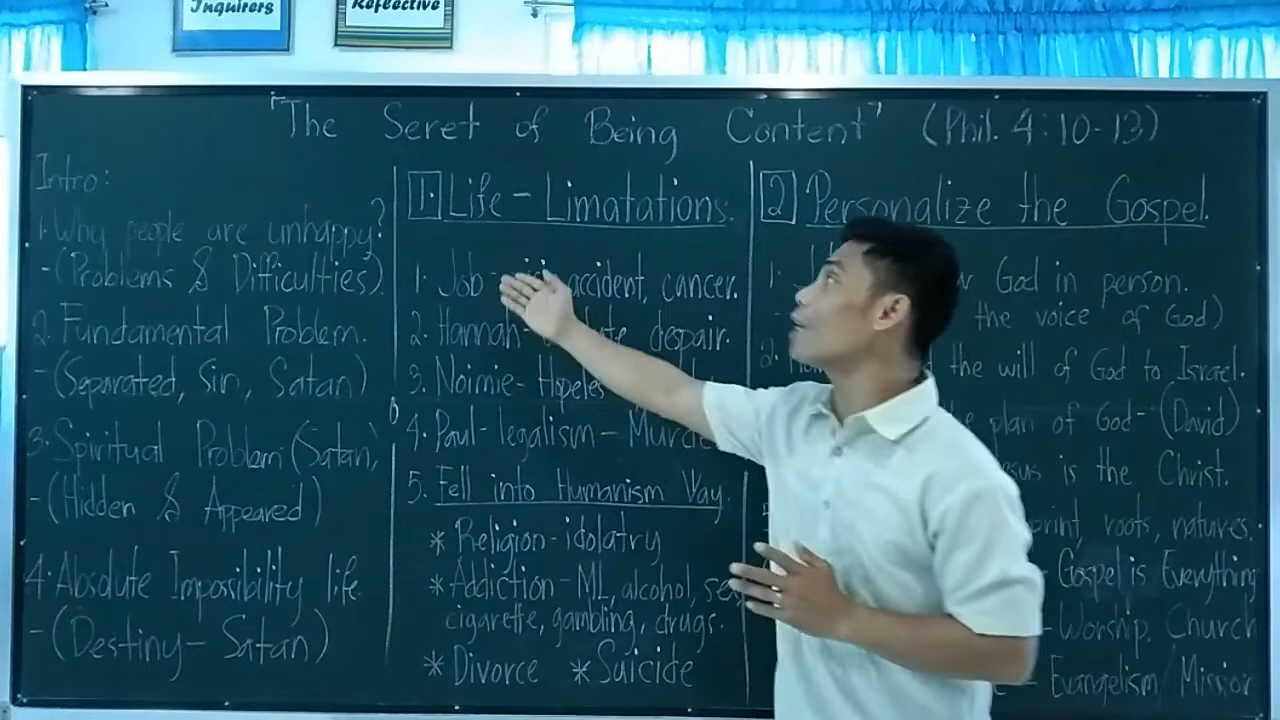 Inquirers
Reflective
"The Seret of Being Content" (Phil. 4:10-13)
Intro:
1. Why people are unhappy?
-(Problems & Difficulties).
2. Fundamental Problem.
-(Separated, Sin, Satan)
3. Spiritual Problem (Satan)
-(Hidden & Appeared)
4. Absolute Impossibility life.
-(Destiny- Satan)
1. Life - Limatations.
1. Job - accident, cancer.
2. Hannah- despair.
3. Noimie- Hopeles
4. Paul- legalism- Murde
5. Fell into Humanism Way.
* Religion- idolatry
* Addiction- ML, alcohol, se
cigarette, gambling, drugs.
* Divorce * Suicide
2 Personalize the Gospel.
1. God in person.
the voice of God)
the will of God to Israel.
plan of God- (David)
is the Christ.
print, roots, natures.
- Gospel is Everything
-Worship, Church
- Evangelism/ Mission